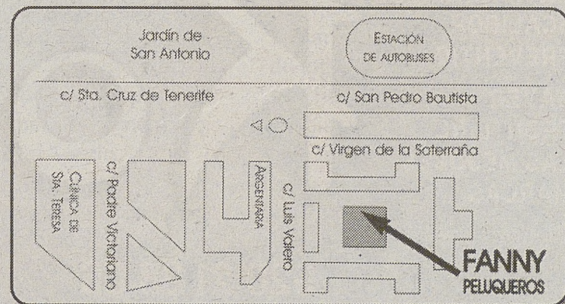 Jardín de
San Antonio
ESTACIÓN
DE AUTOBUSES
c/ Sta. Cruz de Tenerife
c/ San Pedro Bautista
c/ Virgen de la Soterraña
CLÍNICA DE
STA. TERESA
c/ Padre Victoriano
ARGENTARIA
c/ Luis Valero
FANNY
PELUQUEROS